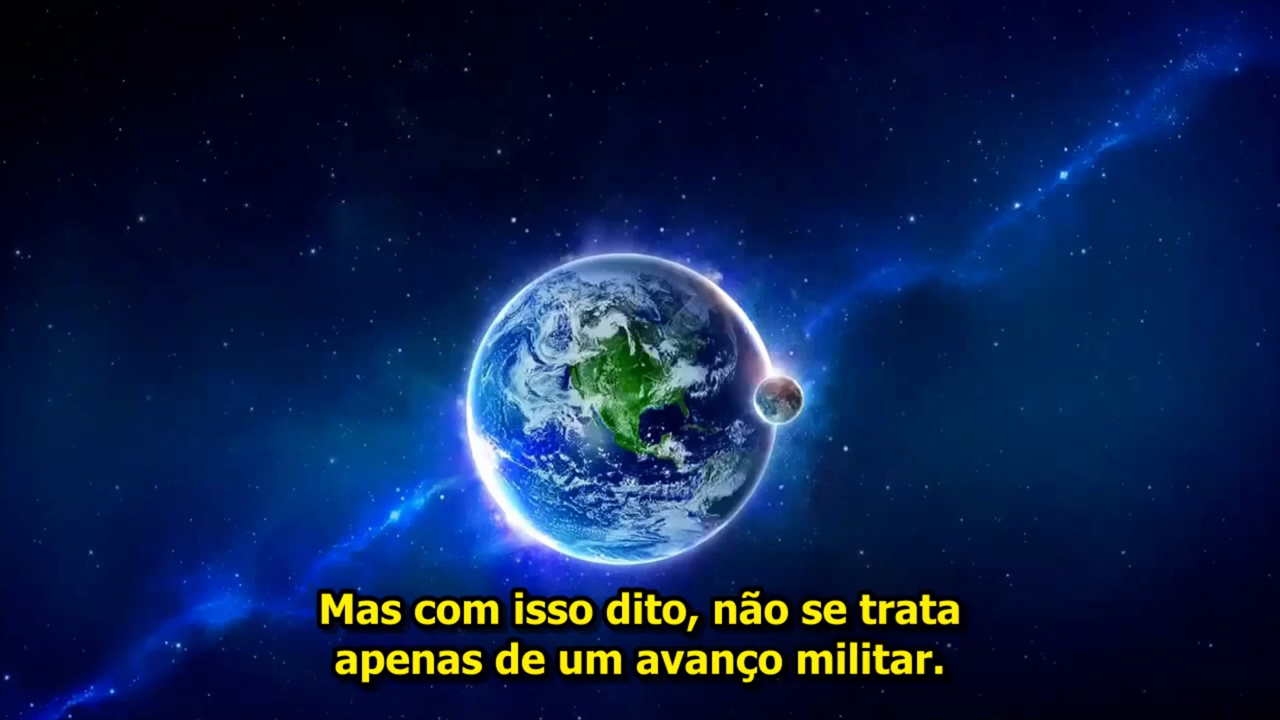 Mas com isso dito, não se trata
apenas de um avanço militar.